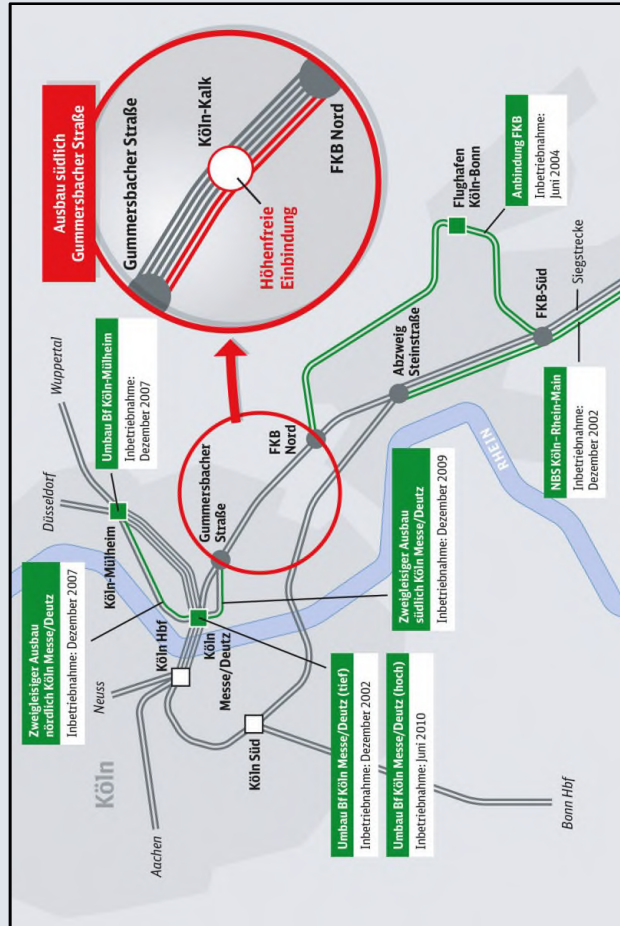 Ausbau südlich
Gummersbacher Straße
Gummersbacher Straße
Köln-Kalk
FKB Nord
Höhenfreie
Einbindung
Zweigleisiger Ausbau
nördlich Köln Messe/Deutz
Inbetriebnahme: Dezember 2007
Umbau Bf Köln-Mülheim
Inbetriebnahme:
Dezember 2007
Wuppertal
Düsseldorf
Köln-Mülheim
Köln
Neuss
Aachen
Köln Hbf
Köln
Messe/Deutz
Gummersbacher
Straße
Köln Süd
FKB
Nord
Abzweig
Steinstraße
Flughafen
Köln-Bonn
FKB-Süd
Siegstrecke
RHEIN
Bonn Hbf
Anbindung FKB
Inbetriebnahme:
Juni 2004
Umbau Bf Köln Messe/Deutz (tief)
Inbetriebnahme: Dezember 2002
Umbau Bf Köln Messe/Deutz (hoch)
Inbetriebnahme: Juni 2010
Zweigleisiger Ausbau
südlich Köln Messe/Deutz
Inbetriebnahme: Dezember 2009
NBS Köln–Rhein-Main
Inbetriebnahme:
Dezember 2002